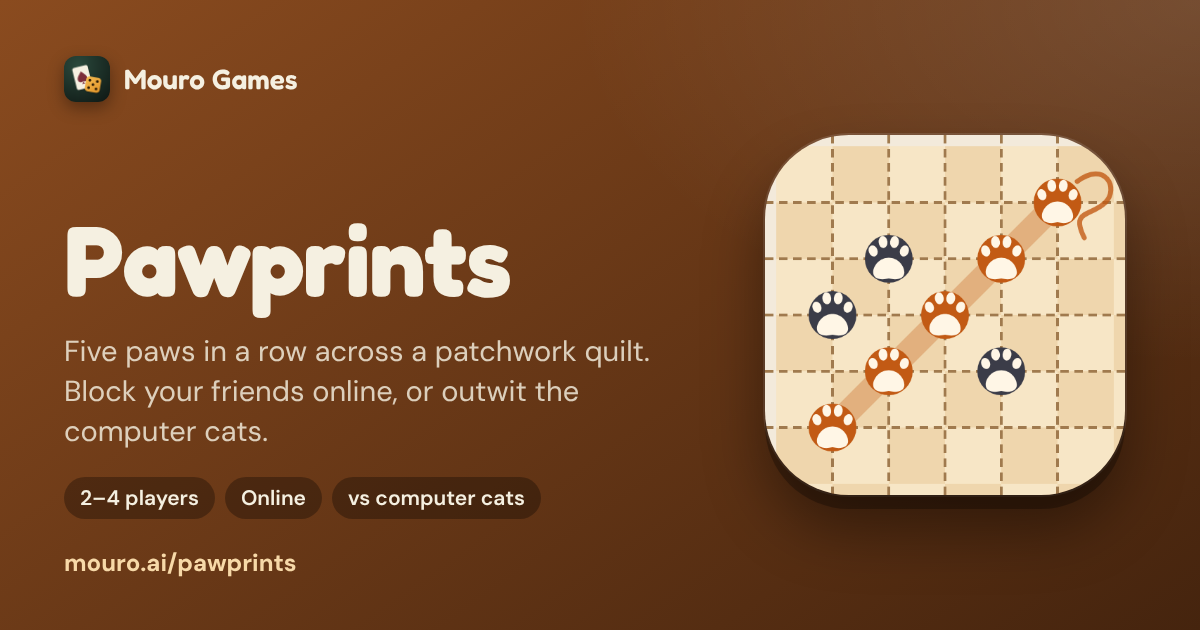 Mouro Games
Pawprints
Five paws in a row across a patchwork quilt.
Block your friends online, or outwit the
computer cats.
2–4 players
Online
vs computer cats
mouro.ai/pawprints